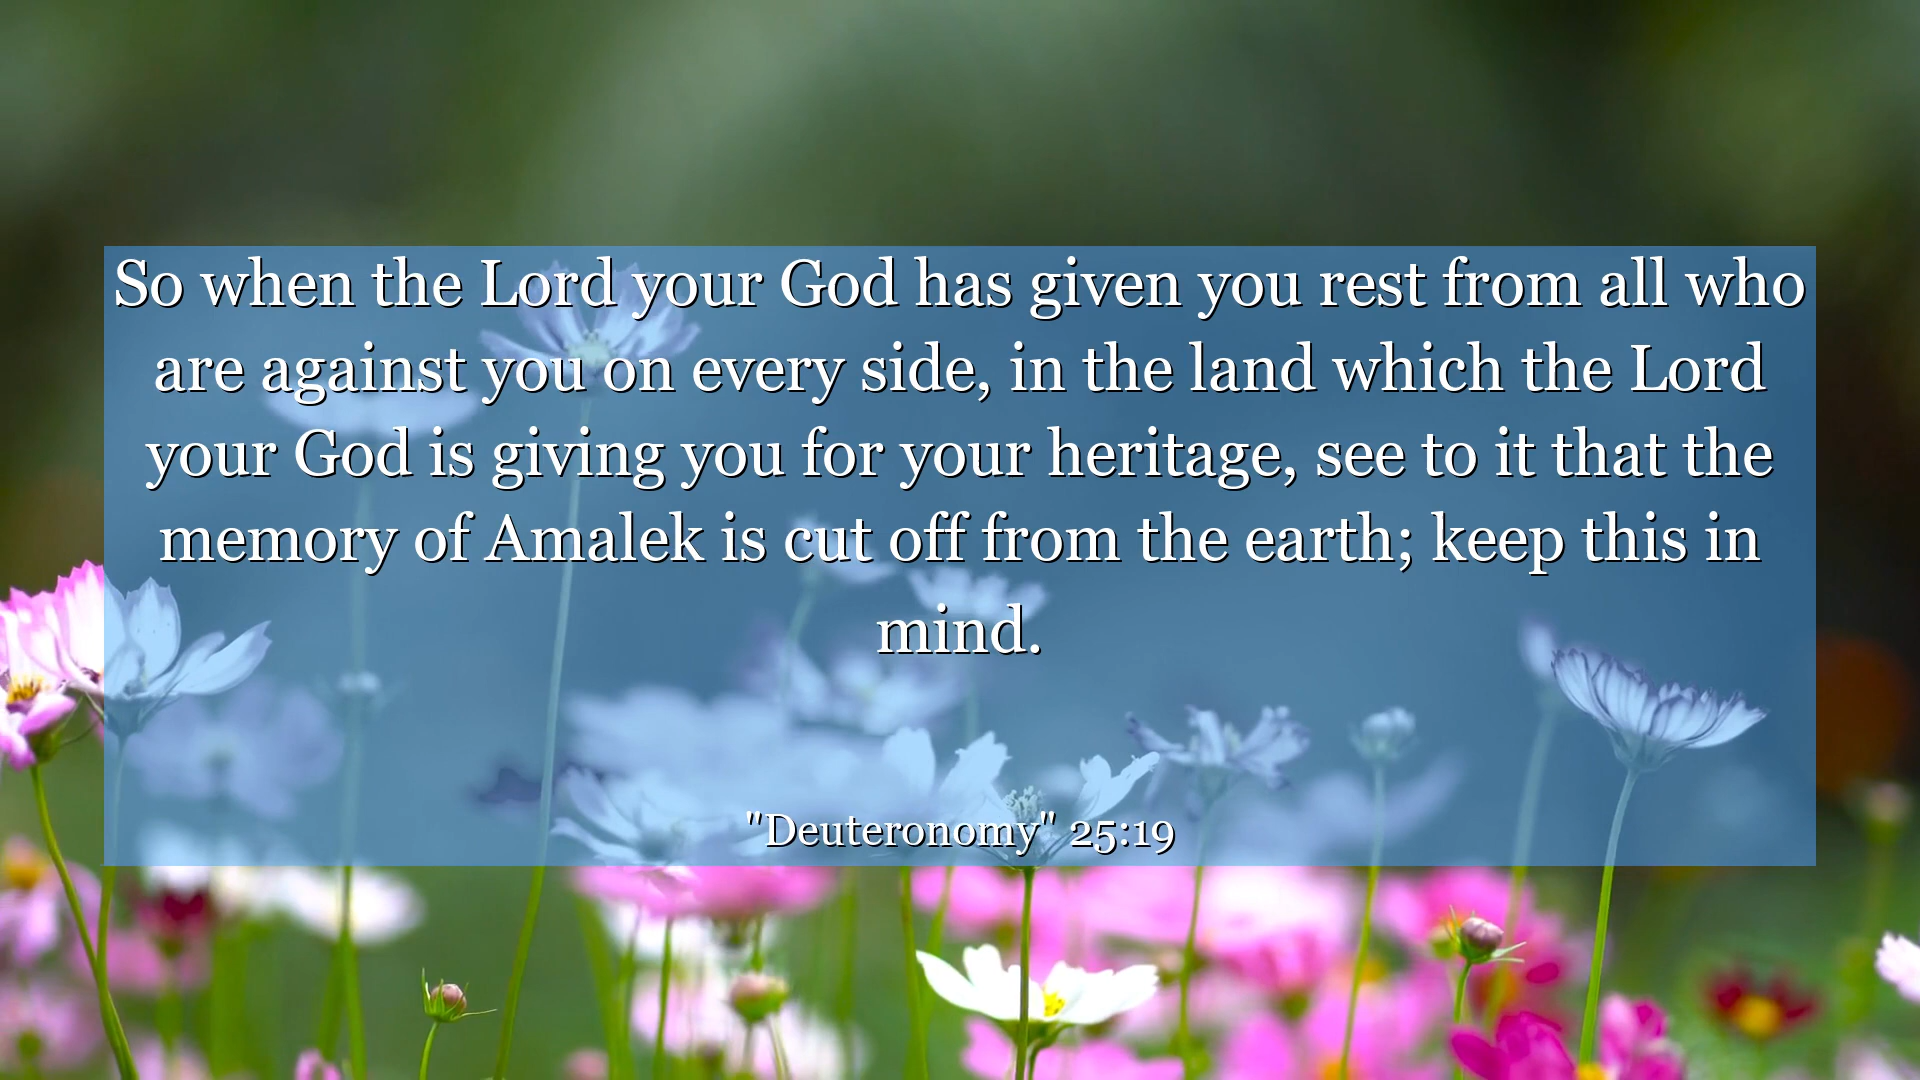 So when the Lord your God has given you rest from all who
are against you on every side, in the land which the Lord
your God is giving you for your heritage, see to it that the
memory of Amalek is cut off from the earth; keep this in
mind.
"Deuteronomy" 25:19